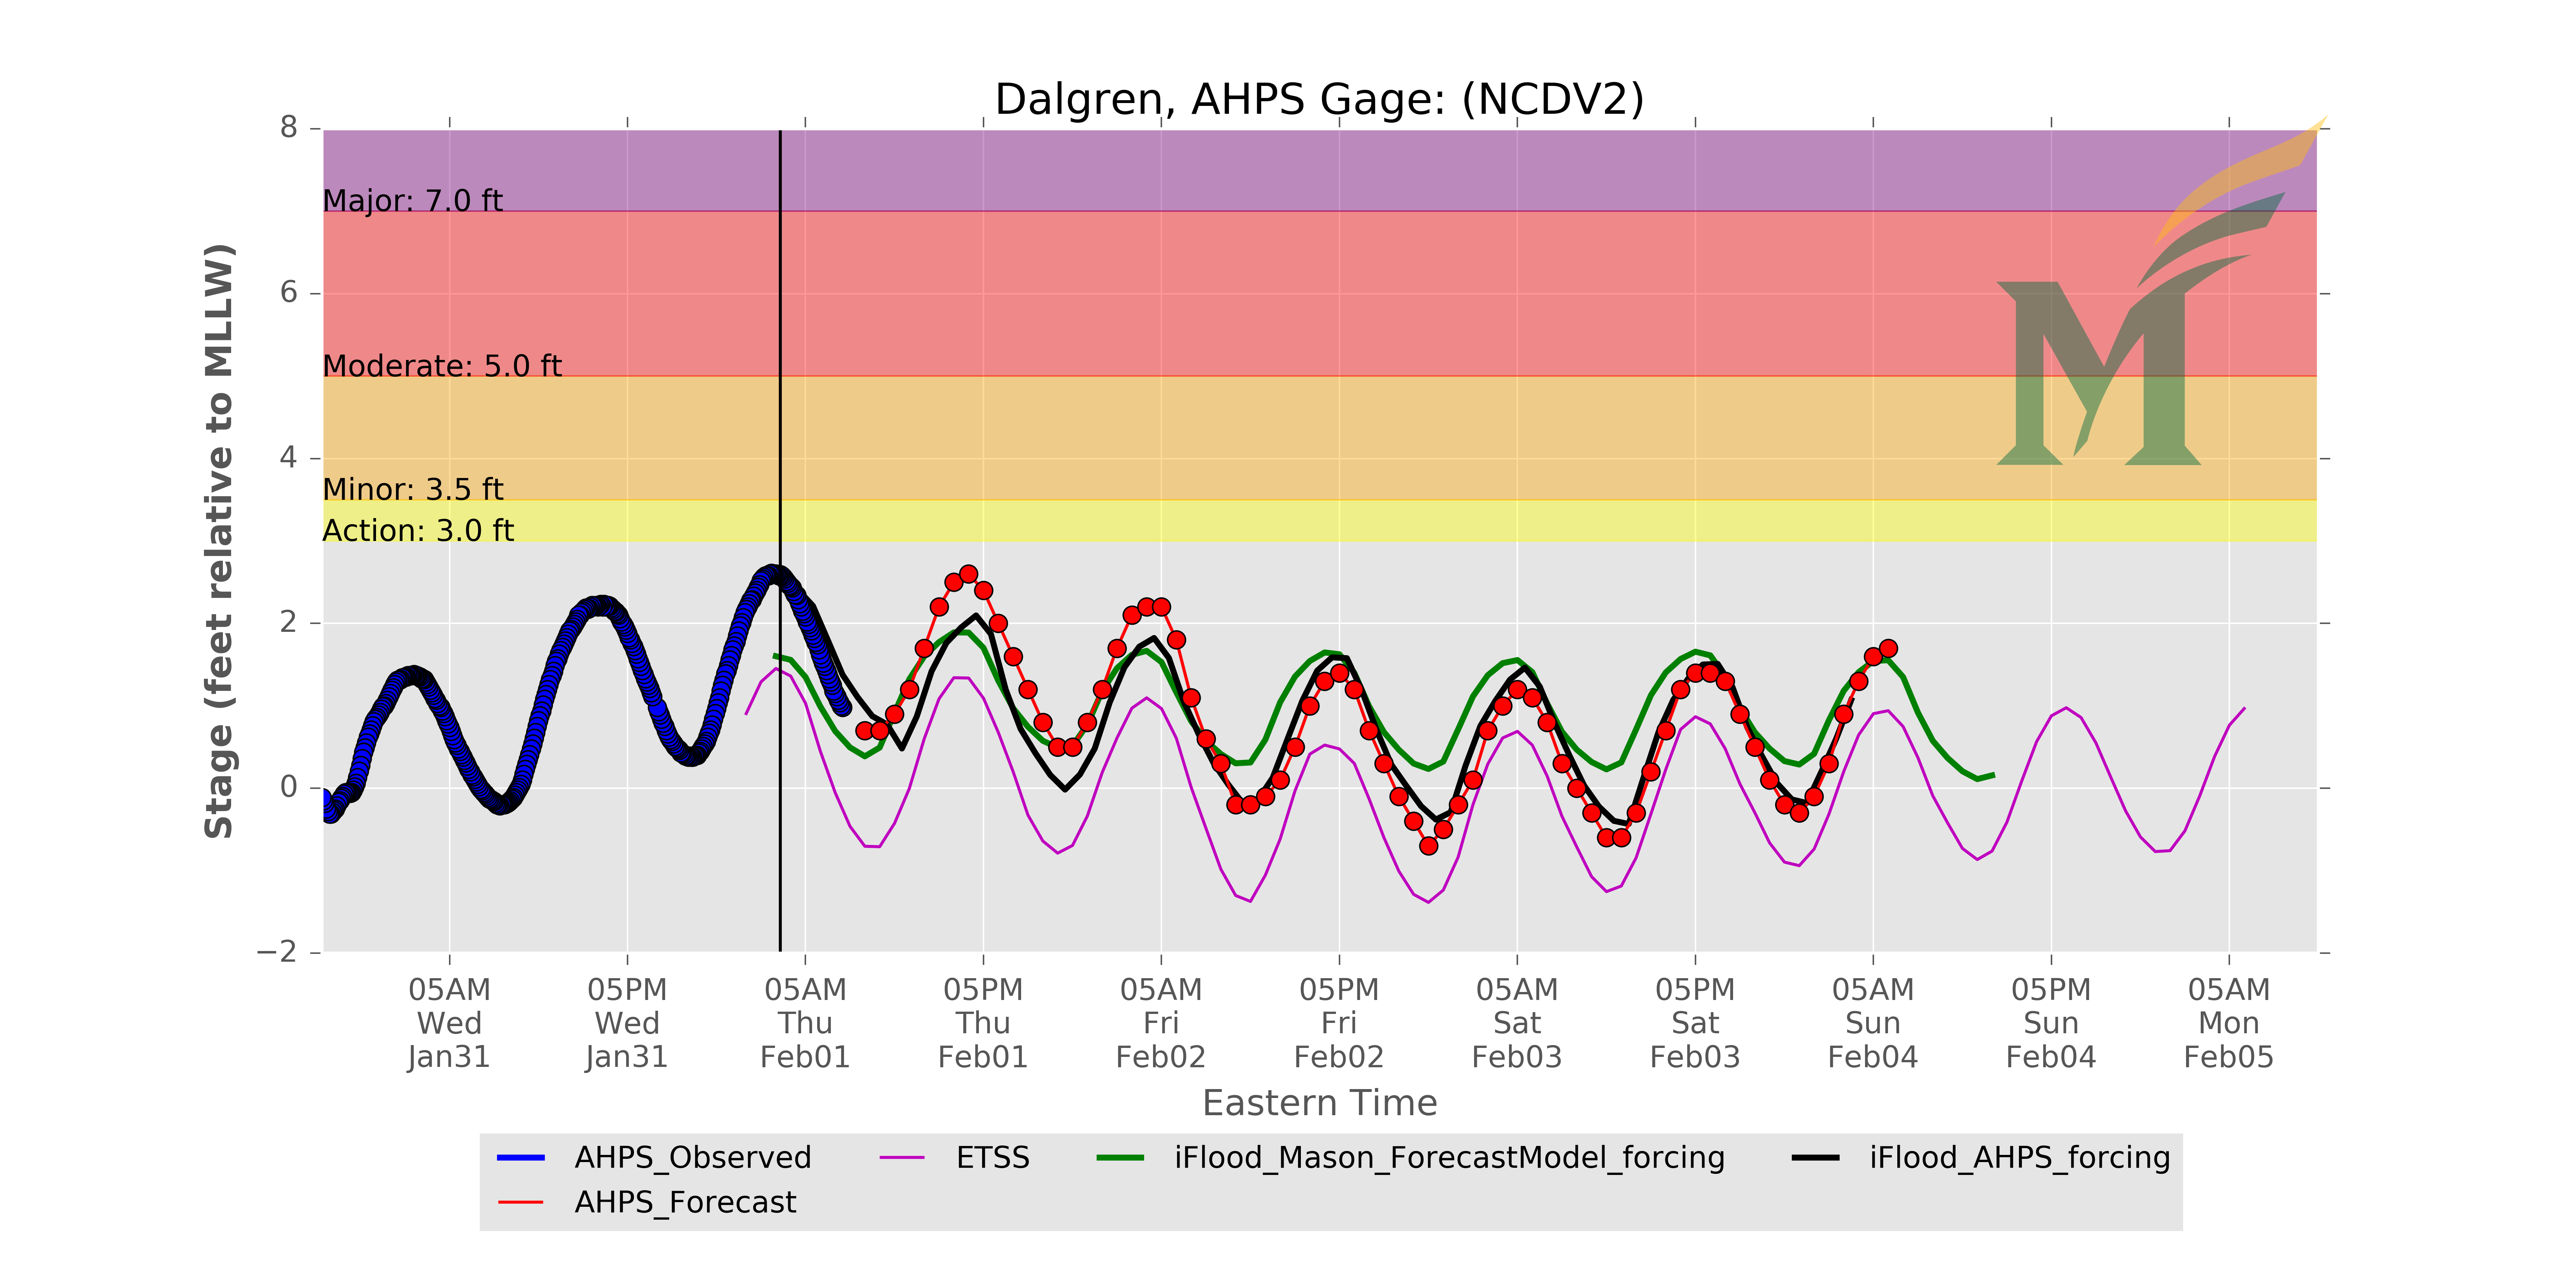 Dalgren, AHPS Gage: (NCDV2)
Stage (feet relative to MLLW)
8
6
4
2
0
−2
Major: 7.0 ft
Moderate: 5.0 ft
Minor: 3.5 ft
Action: 3.0 ft
M
05AM 05PM 05AM 05PM 05AM 05PM 05AM 05PM 05AM 05PM 05AM
Wed Wed Thu Thu Fri Fri Sat Sat Sun Sun Mon
Jan31 Jan31 Feb01 Feb01 Feb02 Feb02 Feb03 Feb03 Feb04 Feb04 Feb05
Eastern Time
AHPS_Observed ETSS iFlood_Mason_ForecastModel_forcing iFlood_AHPS_forcing
AHPS_Forecast